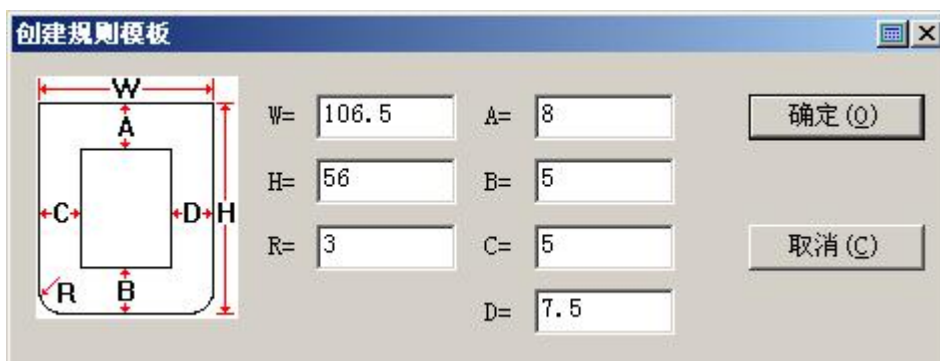 创建规则模板
W
A
C
D
H
R
B
W= 106.5
A= 8
确定(O)
H= 56
B= 5
R= 3
C= 5
取消(C)
D= 7.5